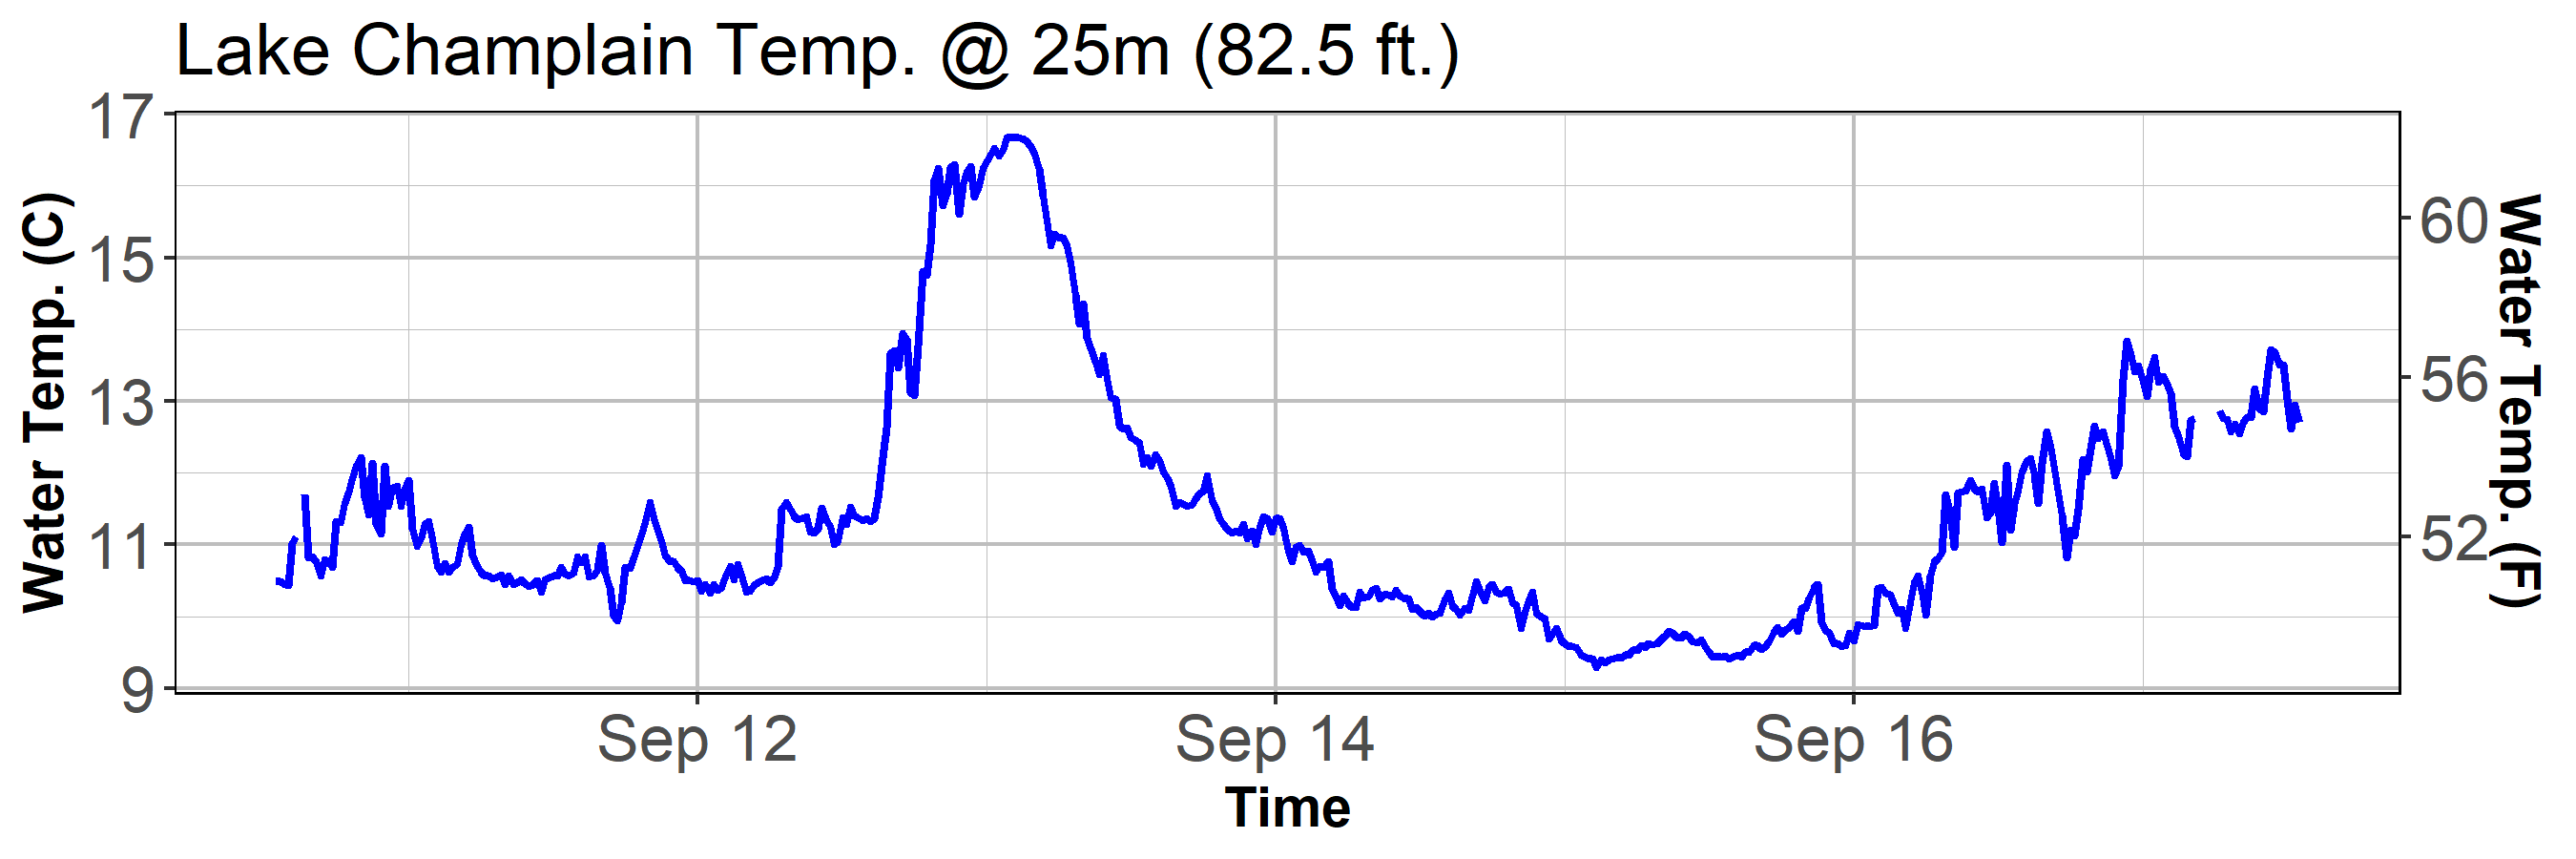 Lake Champlain Temp. @ 25m (82.5 ft.)
Water Temp. (C)
17
15
13
11
9
60
56
52
Water Temp. (F)
Sep 12
Sep 14
Sep 16
Time